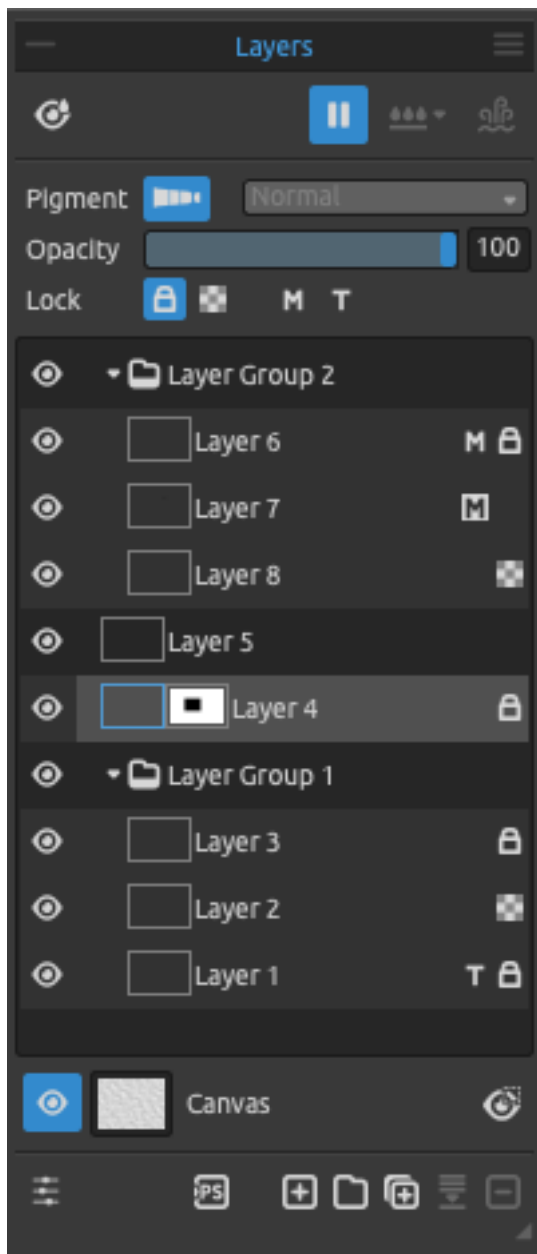 Layers
Pigment Normal
Opacity 100
Lock M T
Layer Group 2
Layer 6 M
Layer 7 M
Layer 8
Layer 5
Layer 4
Layer Group 1
Layer 3
Layer 2
Layer 1 T
Canvas
PS